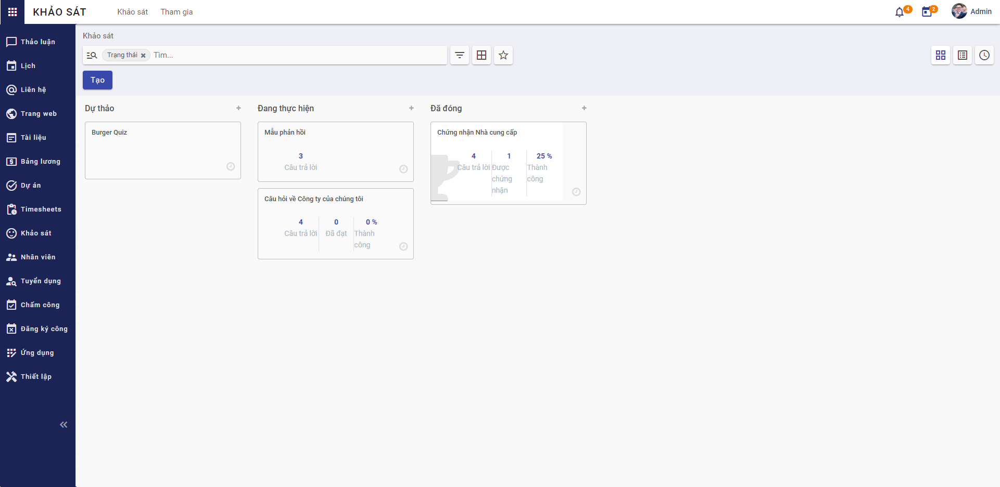 KHẢO SÁT
Khảo sát
Tham gia
4
2
Admin
Thảo luận
Lịch
Liên hệ
Trang web
Tài liệu
Bảng lương
Dự án
Timesheets
Khảo sát
Nhân viên
Tuyển dụng
Chấm công
Đăng ký công
Ứng dụng
Thiết lập
Khảo sát
Trạng thái
Tìm...
Tạo
Dự thảo
Burger Quiz
Đang thực hiện
Mẫu phản hồi
3
Câu trả lời
Câu hỏi về Công ty của chúng tôi
4
Câu trả lời
0
Đã đạt
0 %
Thành
công
Đã đóng
Chứng nhận Nhà cung cấp
4
Câu trả lời
1
Được
chứng
nhận
25 %
Thành
công